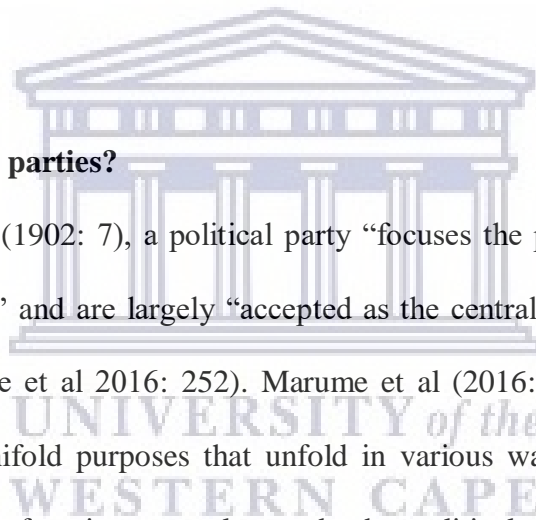 parties?
(1902: 7), a political party “focuses the p
” and are largely “accepted as the central
e et al 2016: 252). Marume et al (2016:
UNIVERSITY of the
nifold purposes that unfold in various wa
WESTERN CAPE